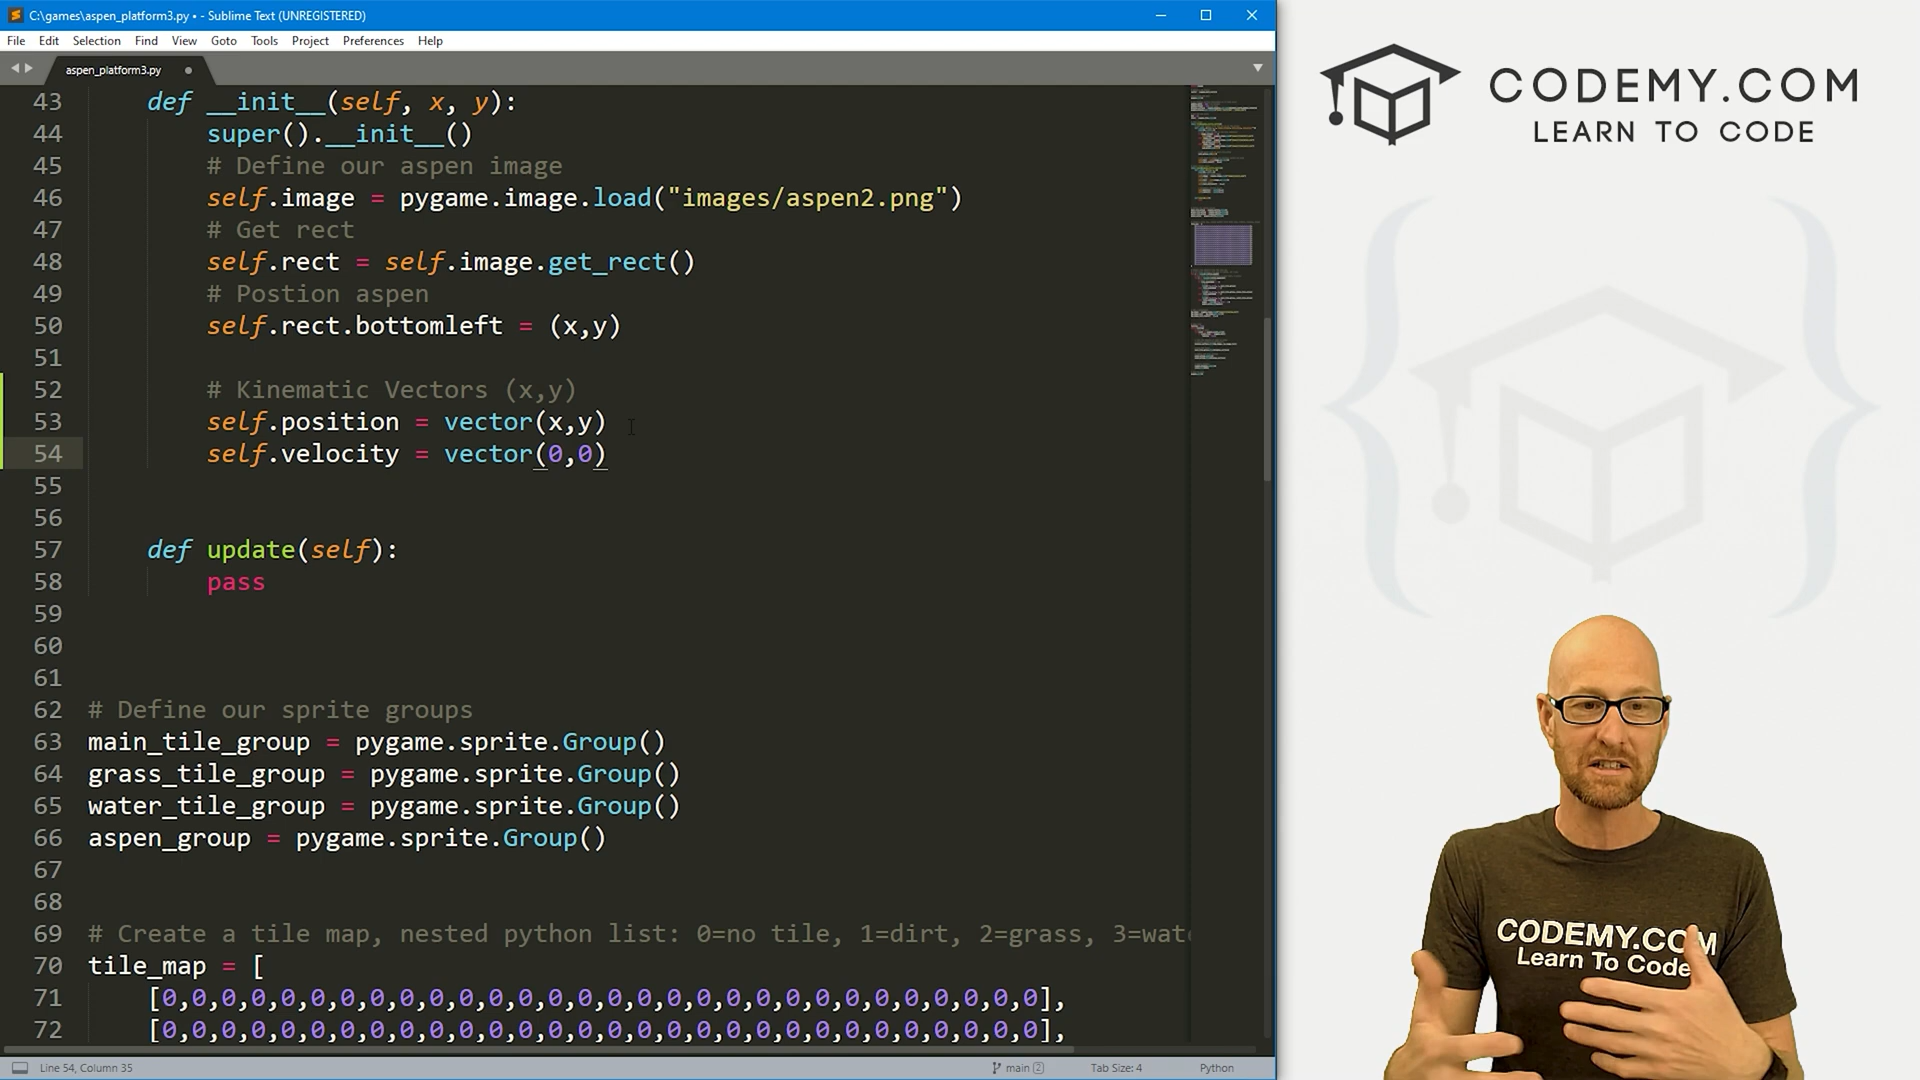 C:\games\aspen_platform3.py • - Sublime Text (UNREGISTERED)
File Edit Selection Find View Goto Tools Project Preferences Help
aspen_platform3.py
43 def __init__(self, x, y):
44 super().__init__()
45 # Define our aspen image
46 self.image = pygame.image.load("images/aspen2.png")
47 # Get rect
48 self.rect = self.image.get_rect()
49 # Postion aspen
50 self.rect.bottomleft = (x,y)
51
52 # Kinematic Vectors (x,y)
53 self.position = vector(x,y)
54 self.velocity = vector(0,0)
55
56
57 def update(self):
58 pass
59
60
61
62 # Define our sprite groups
63 main_tile_group = pygame.sprite.Group()
64 grass_tile_group = pygame.sprite.Group()
65 water_tile_group = pygame.sprite.Group()
66 aspen_group = pygame.sprite.Group()
67
68
69 # Create a tile map, nested python list: 0=no tile, 1=dirt, 2=grass, 3=wat
70 tile_map = [
71 [0,0,0,0,0,0,0,0,0,0,0,0,0,0,0,0,0,0,0,0,0,0,0,0,0,0,0,0,0,0],
72 [0,0,0,0,0,0,0,0,0,0,0,0,0,0,0,0,0,0,0,0,0,0,0,0,0,0,0,0,0,0],
Line 54, Column 35 main 2 Tab Size: 4 Python
CODEMY.COM
LEARN TO CODE
CODEMY.COM
Learn To Code